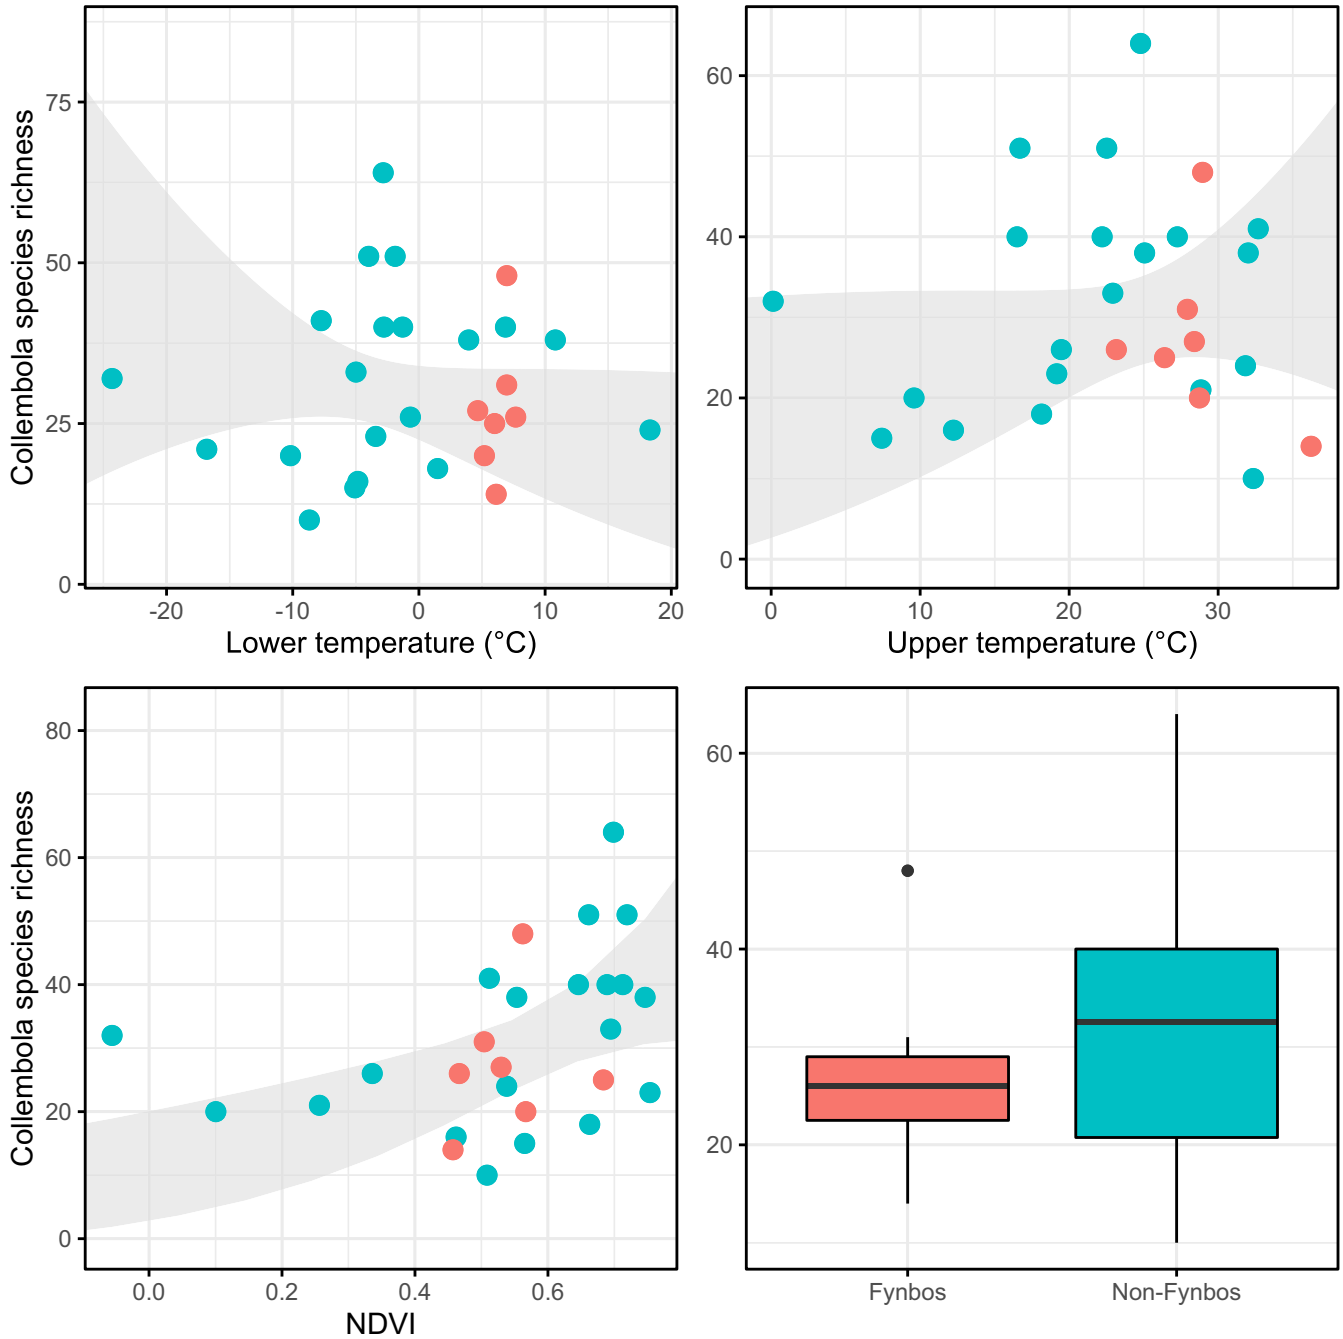 Collembola species richness
75
50
25
0
-20 -10 0 10 20
Lower temperature (°C)
60
40
20
0
0 10 20 30
Upper temperature (°C)
Collembola species richness
80
60
40
20
0
0.0 0.2 0.4 0.6
NDVI
60
40
20
Fynbos Non-Fynbos